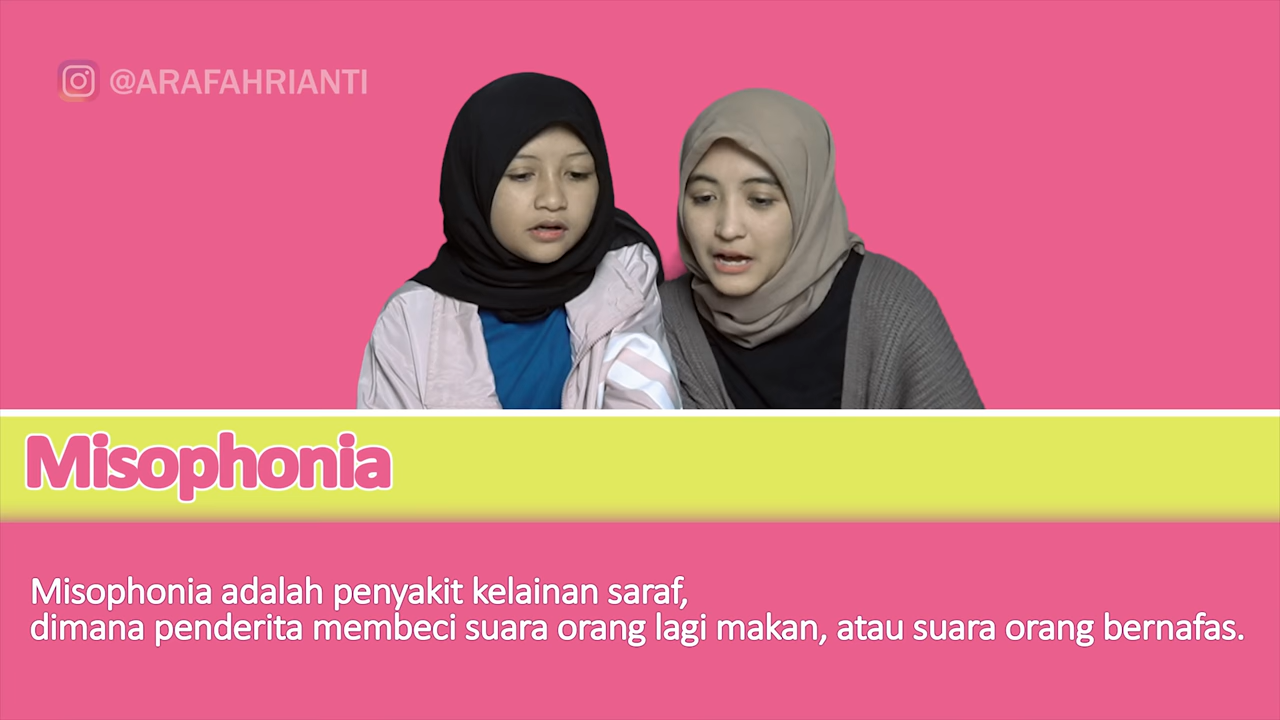 @ARAFAHRIANTI
Misophonia
Misophonia adalah penyakit kelainan saraf,
dimana penderita membeci suara orang lagi makan, atau suara orang bernafas.